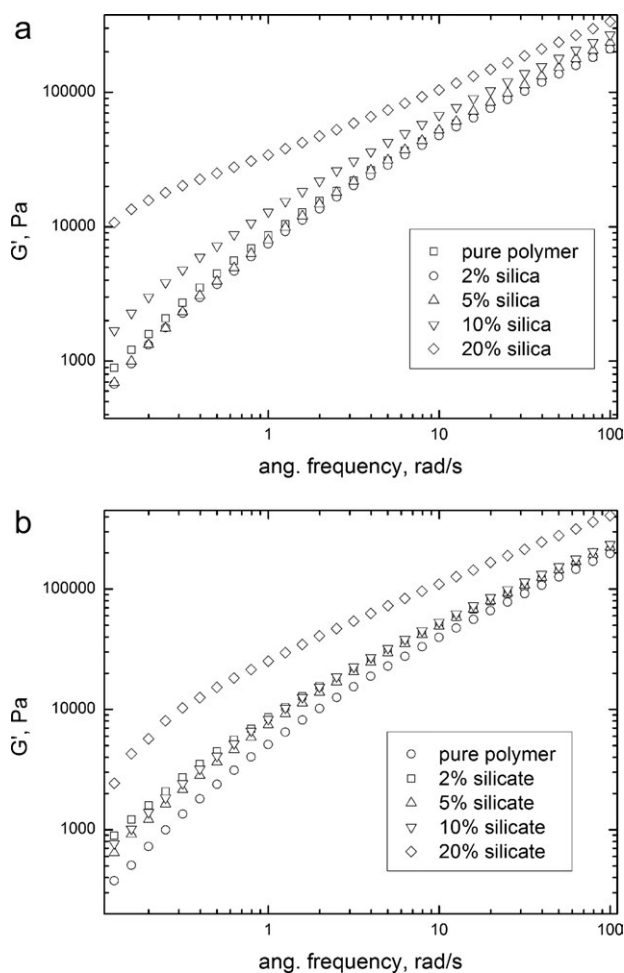 a
100000
10000
1000
G', Pa
pure polymer
2% silica
5% silica
10% silica
20% silica
1 10 100
ang. frequency, rad/s
b
100000
10000
1000
G', Pa
pure polymer
2% silicate
5% silicate
10% silicate
20% silicate
1 10 100
ang. frequency, rad/s